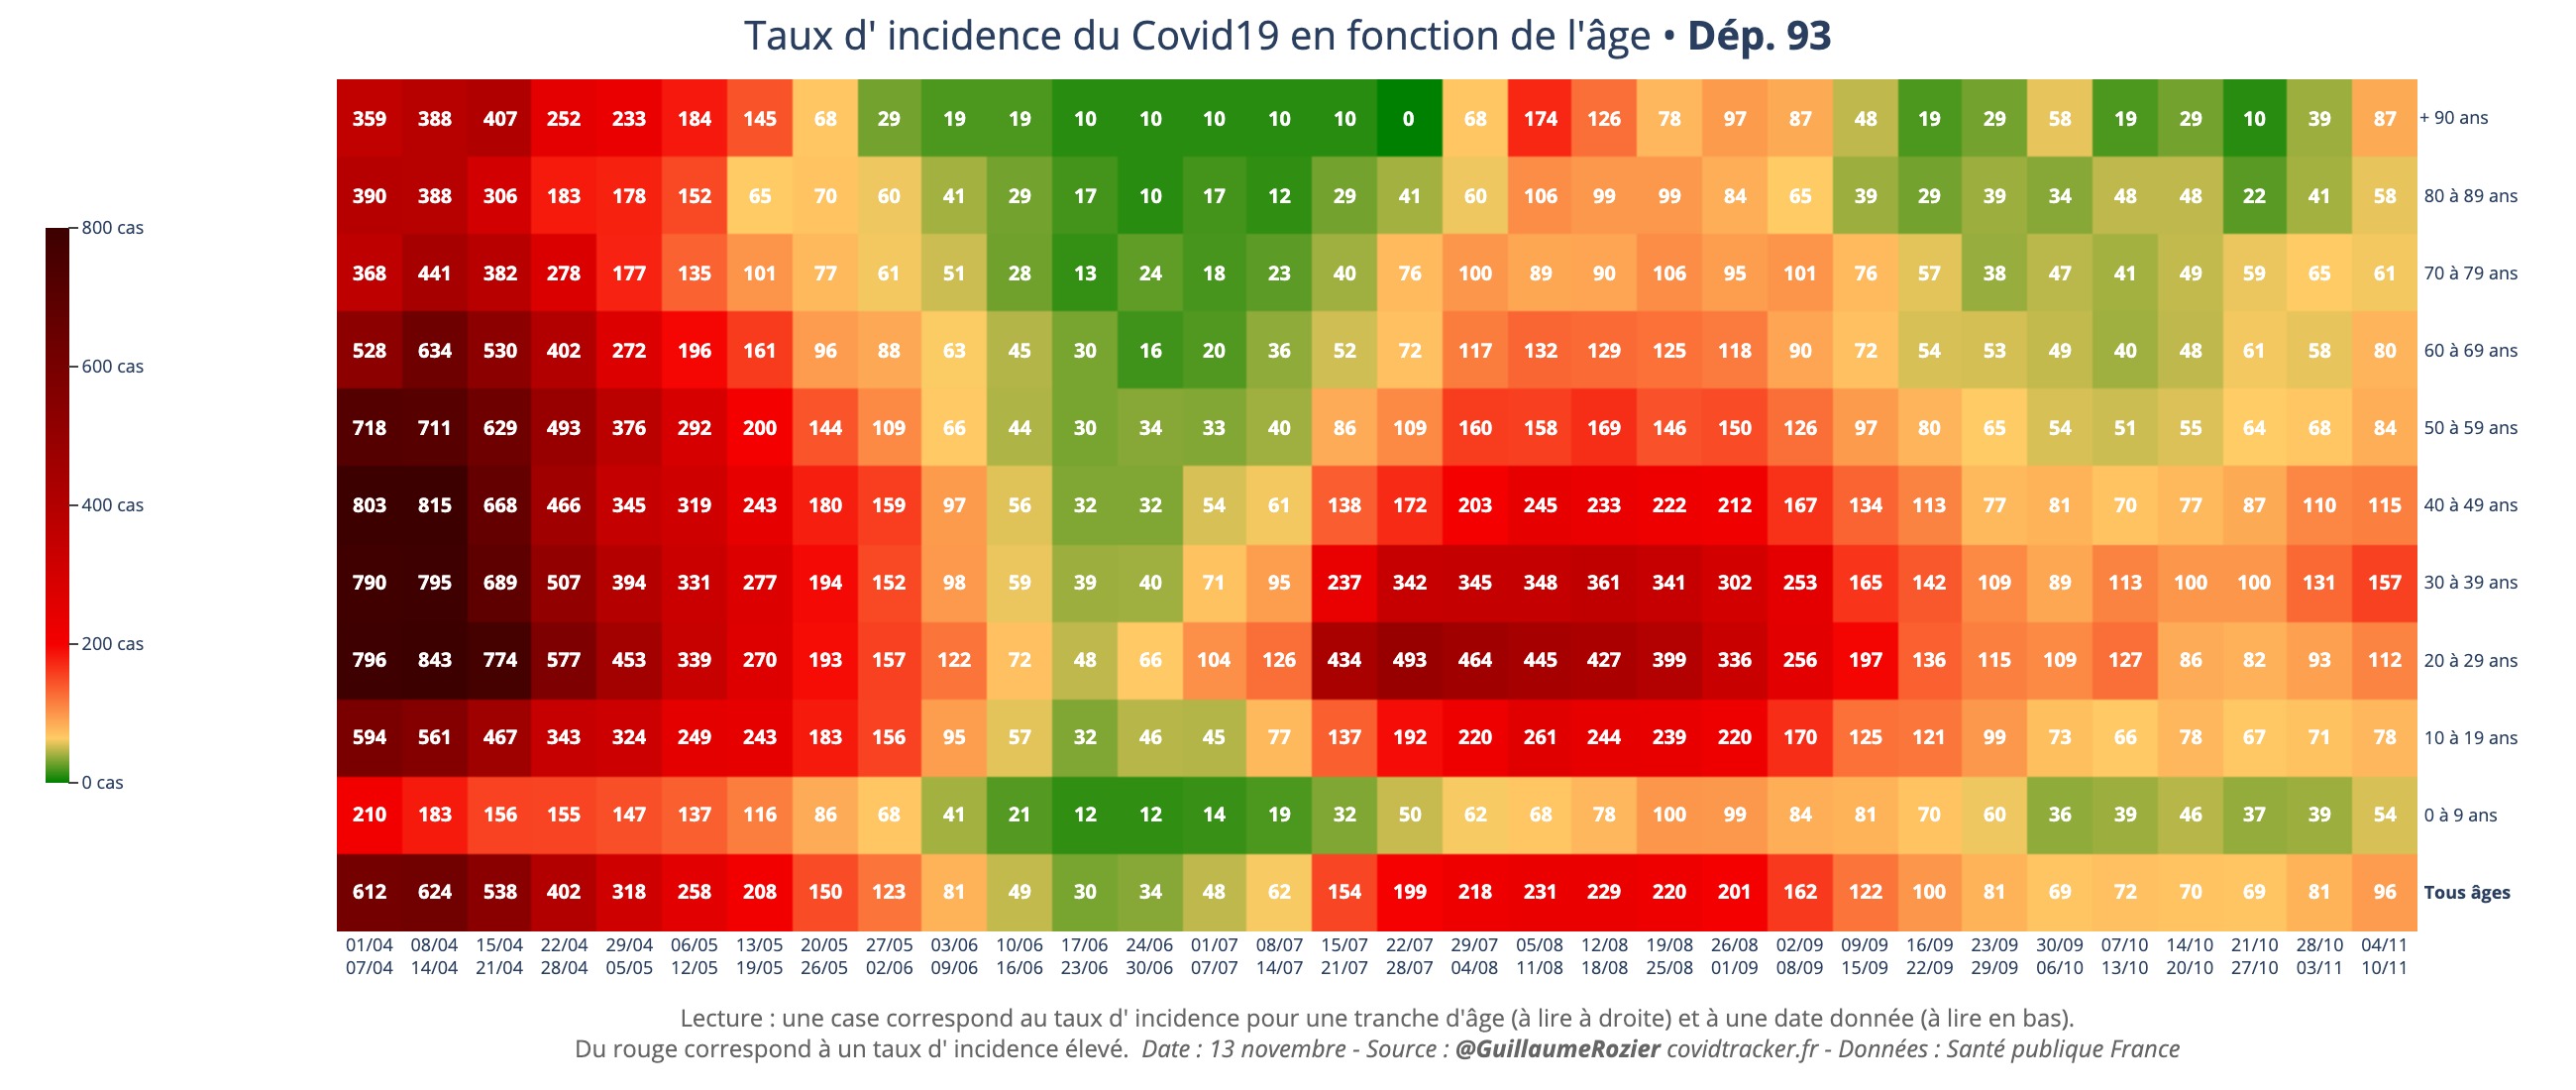 Taux d' incidence du Covid19 en fonction de l'âge • Dép. 93
800 cas
600 cas
400 cas
200 cas
0 cas
359 388 407 252 233 184 145 68 29 19 19 10 10 10 10 10 0 68 174 126 78 97 87 48 19 29 58 19 29 10 39 87 + 90 ans
390 388 306 183 178 152 65 70 60 41 29 17 10 17 12 29 41 60 106 99 99 84 65 39 29 39 34 48 48 22 41 58 80 à 89 ans
368 441 382 278 177 135 101 77 61 51 28 13 24 18 23 40 76 100 89 90 106 95 101 76 57 38 47 41 49 59 65 61 70 à 79 ans
528 634 530 402 272 196 161 96 88 63 45 30 16 20 36 52 72 117 132 129 125 118 90 72 54 53 49 40 48 61 58 80 60 à 69 ans
718 711 629 493 376 292 200 144 109 66 44 30 34 33 40 86 109 160 158 169 146 150 126 97 80 65 54 51 55 64 68 84 50 à 59 ans
803 815 668 466 345 319 243 180 159 97 56 32 32 54 61 138 172 203 245 233 222 212 167 134 113 77 81 70 77 87 110 115 40 à 49 ans
790 795 689 507 394 331 277 194 152 98 59 39 40 71 95 237 342 345 348 361 341 302 253 165 142 109 89 113 100 100 131 157 30 à 39 ans
796 843 774 577 453 339 270 193 157 122 72 48 66 104 126 434 493 464 445 427 399 336 256 197 136 115 109 127 86 82 93 112 20 à 29 ans
594 561 467 343 324 249 243 183 156 95 57 32 46 45 77 137 192 220 261 244 239 220 170 125 121 99 73 66 78 67 71 78 10 à 19 ans
210 183 156 155 147 137 116 86 68 41 21 12 12 14 19 32 50 62 68 78 100 99 84 81 70 60 36 39 46 37 39 54 0 à 9 ans
612 624 538 402 318 258 208 150 123 81 49 30 34 48 62 154 199 218 231 229 220 201 162 122 100 81 69 72 70 69 81 96 Tous âges
01/04 08/04 15/04 22/04 29/04 06/05 13/05 20/05 27/05 03/06 10/06 17/06 24/06 01/07 08/07 15/07 22/07 29/07 05/08 12/08 19/08 26/08 02/09 09/09 16/09 23/09 30/09 07/10 14/10 21/10 28/10 04/11
07/04 14/04 21/04 28/04 05/05 12/05 19/05 26/05 02/06 09/06 16/06 23/06 30/06 07/07 14/07 21/07 28/07 04/08 11/08 18/08 25/08 01/09 08/09 15/09 22/09 29/09 06/10 13/10 20/10 27/10 03/11 10/11
Lecture : une case correspond au taux d' incidence pour une tranche d'âge (à lire à droite) et à une date donnée (à lire en bas).
Du rouge correspond à un taux d' incidence élevé. Date : 13 novembre - Source : @GuillaumeRozier covidtracker.fr - Données : Santé publique France